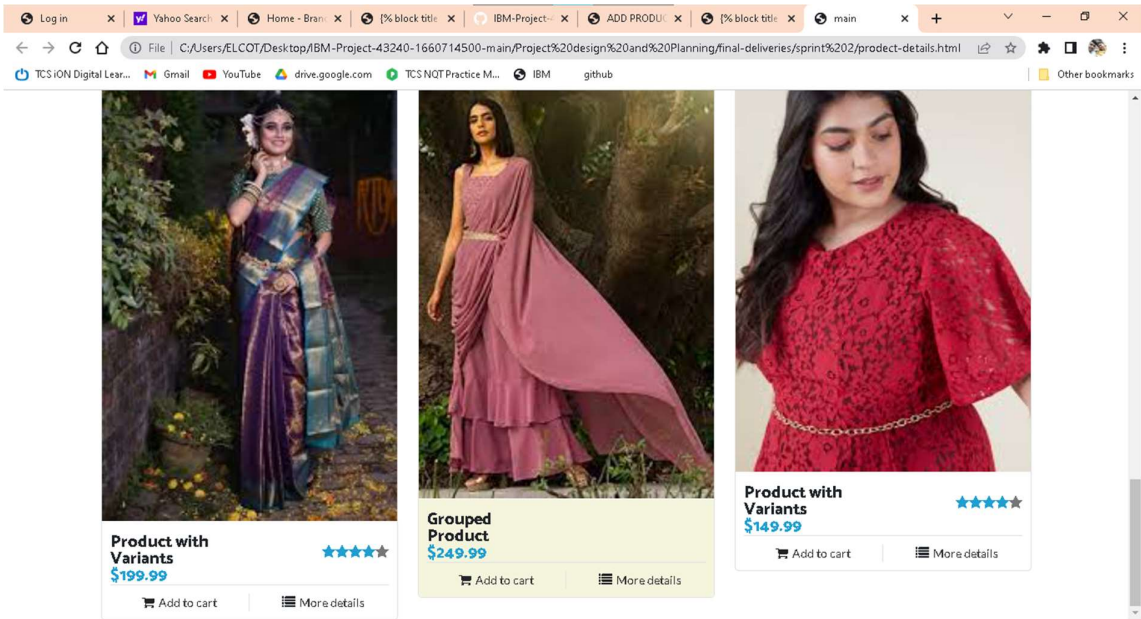 Log in
Yahoo Search
Home - Bran
{% block title
IBM-Project-
ADD PRODUC
{% block title
main
File
C:/Users/ELCOT/Desktop/IBM-Project-43240-1660714500-main/Project%20design%20and%20Planning/final-deliveries/sprint%202/prodect-details.html
TCS iON Digital Lear...
Gmail
YouTube
drive.google.com
TCS NQT Practice M...
IBM
github
Other bookmarks
Product with
Variants
$199.99
Add to cart
More details
Grouped
Product
$249.99
Add to cart
More details
Product with
Variants
$149.99
Add to cart
More details